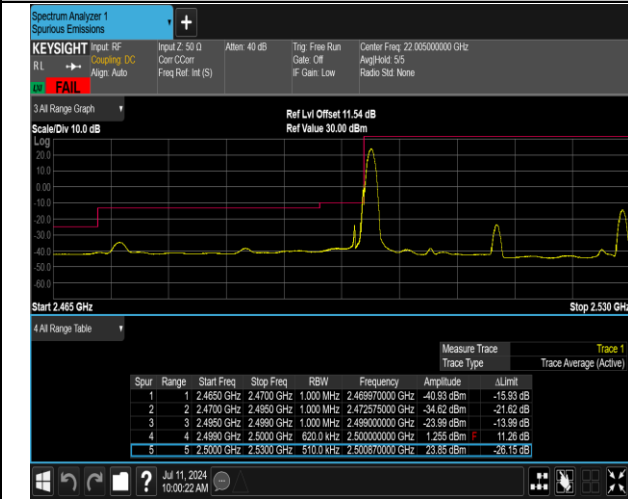 Spectrum Analyzer 1
Spurious Emissions
KEYSIGHT Input: RF Input Z: 50 Ω Atten: 40 dB Trig: Free Run Center Freq: 22.005000000 GHz
RL Coupling: DC Corr CCorr Gate: Off Avg|Hold: 5/5
Align: Auto Freq Ref: Int (S) IF Gain: Low Radio Std: None
FAIL
3 All Range Graph
Ref Lvl Offset 11.54 dB
Scale/Div 10.0 dB Ref Value 30.00 dBm
Log
20.0
10.0
0.00
-10.0
-20.0
-30.0
-40.0
-50.0
-60.0
Start 2.465 GHz Stop 2.530 GHz
4 All Range Table
Measure Trace Trace 1
Trace Type Trace Average (Active)
Spur Range Start Freq Stop Freq RBW Frequency Amplitude ΔLimit
1 1 2.4650 GHz 2.4700 GHz 1.000 MHz 2.469970000 GHz -40.93 dBm -15.93 dB
2 2 2.4700 GHz 2.4950 GHz 1.000 MHz 2.472575000 GHz -34.62 dBm -21.62 dB
3 3 2.4950 GHz 2.4990 GHz 1.000 MHz 2.499000000 GHz -23.99 dBm -13.99 dB
4 4 2.4990 GHz 2.5000 GHz 620.0 kHz 2.500000000 GHz 1.255 dBm F 11.26 dB
5 5 2.5000 GHz 2.5300 GHz 510.0 kHz 2.500870000 GHz 23.85 dBm -26.15 dB
?
Jul 11, 2024
10:00:22 AM